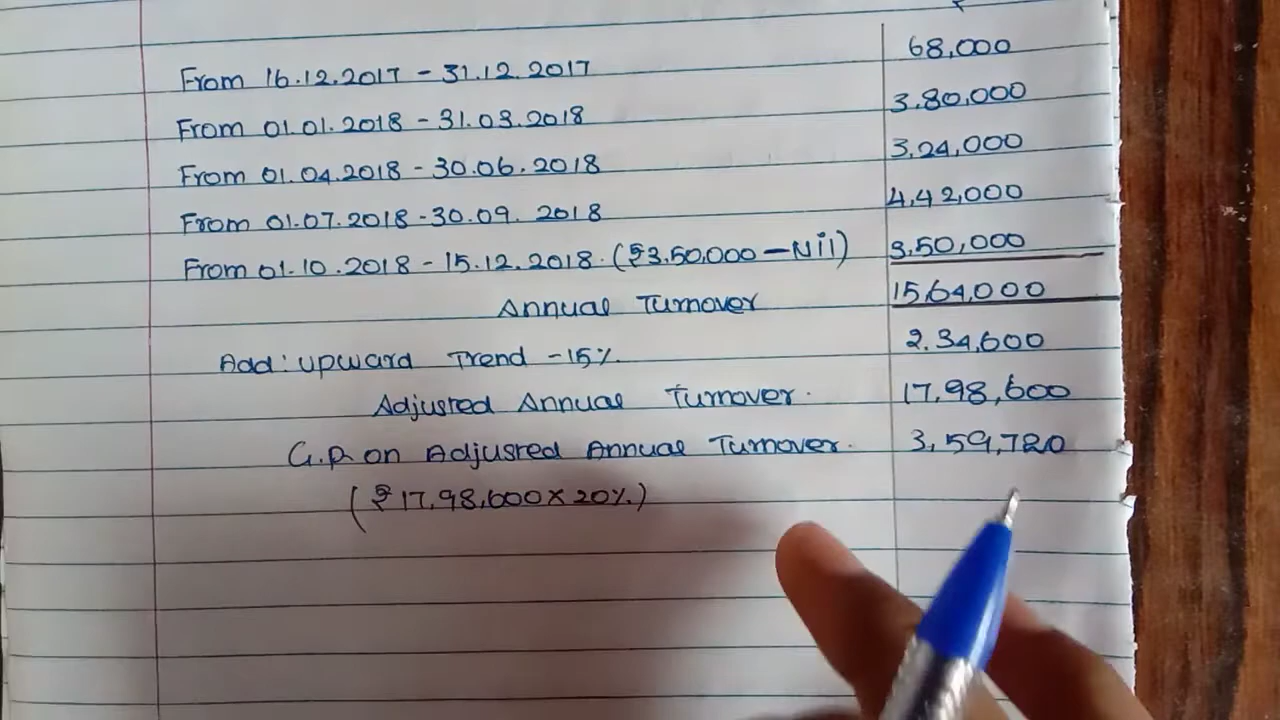 From 16.12.2017 - 31.12.2017 68,000
From 01.01.2018 - 31.03.2018 3,80,000
From 01.04.2018 - 30.06.2018 3,24,000
From 01.07.2018 - 30.09.2018 4,42,000
From 01.10.2018 - 15.12.2018. (₹3,50,000 - Nil) 3,50,000
Annual Turnover 15,64,000
Add: upward Trend - 15% 2,34,600
Adjusted Annual Turnover. 17,98,600
G.P. on Adjusted Annual Turnover. 3,59,720
(₹17,98,600 X 20%)